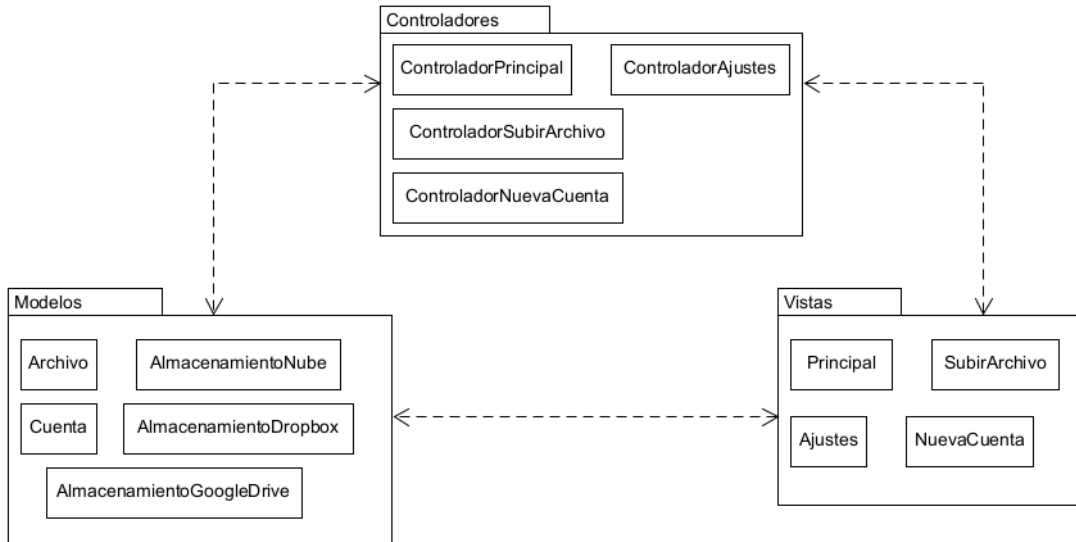 Controladores
ControladorPrincipal
ControladorAjustes
ControladorSubirArchivo
ControladorNuevaCuenta
Modelos
Archivo
AlmacenamientoNube
Cuenta
AlmacenamientoDropbox
AlmacenamientoGoogleDrive
Vistas
Principal
SubirArchivo
Ajustes
NuevaCuenta